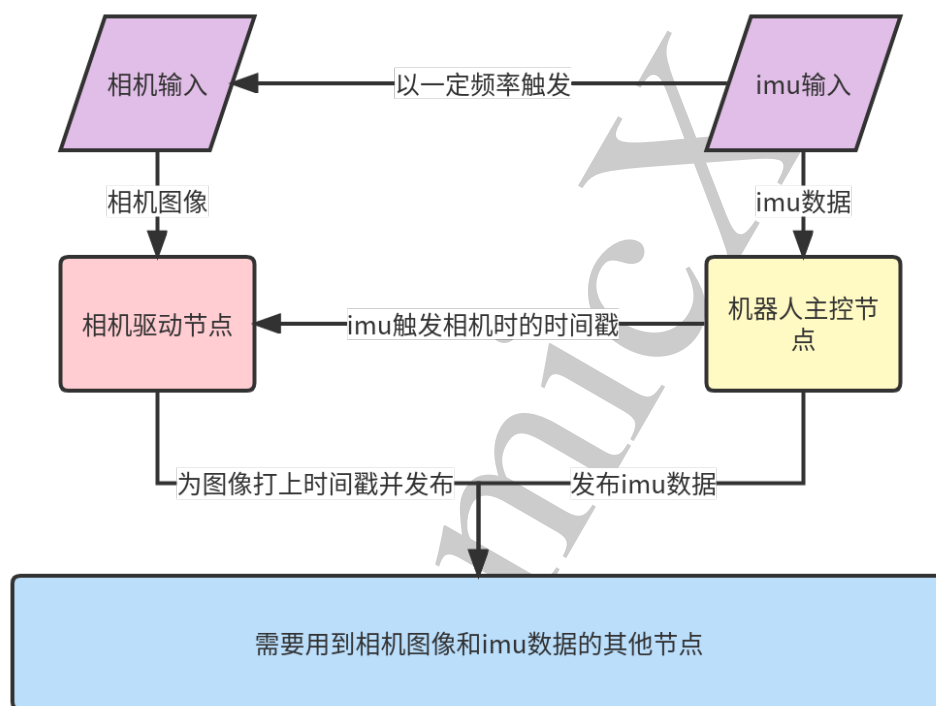 相机输入
以一定频率触发
imu输入
相机图像
imu数据
相机驱动节点
imu触发相机时的时间戳
机器人主控节
点
为图像打上时间戳并发布
发布imu数据
需要用到相机图像和imu数据的其他节点
micX